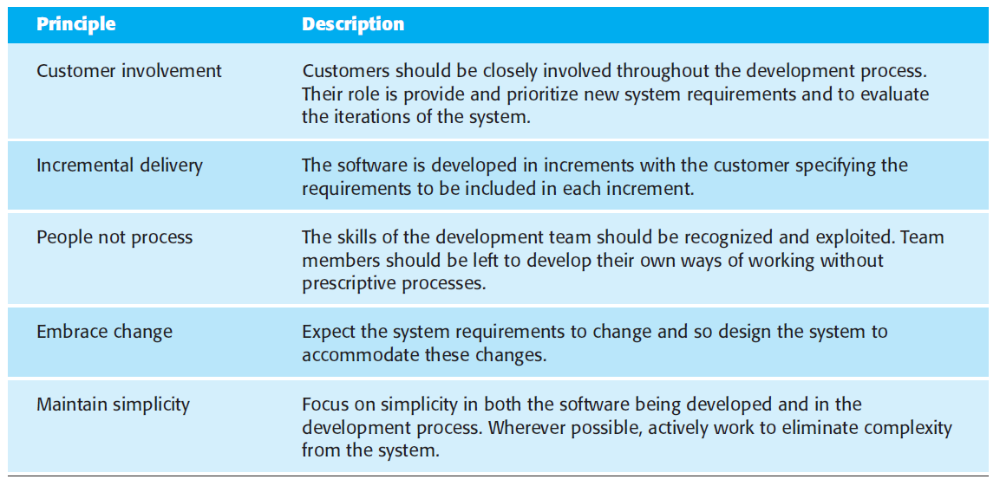 Principle Description
Customer involvement Customers should be closely involved throughout the development process.
Their role is provide and prioritize new system requirements and to evaluate
the iterations of the system.
Incremental delivery The software is developed in increments with the customer specifying the
requirements to be included in each increment.
People not process The skills of the development team should be recognized and exploited. Team
members should be left to develop their own ways of working without
prescriptive processes.
Embrace change Expect the system requirements to change and so design the system to
accommodate these changes.
Maintain simplicity Focus on simplicity in both the software being developed and in the
development process. Wherever possible, actively work to eliminate complexity
from the system.